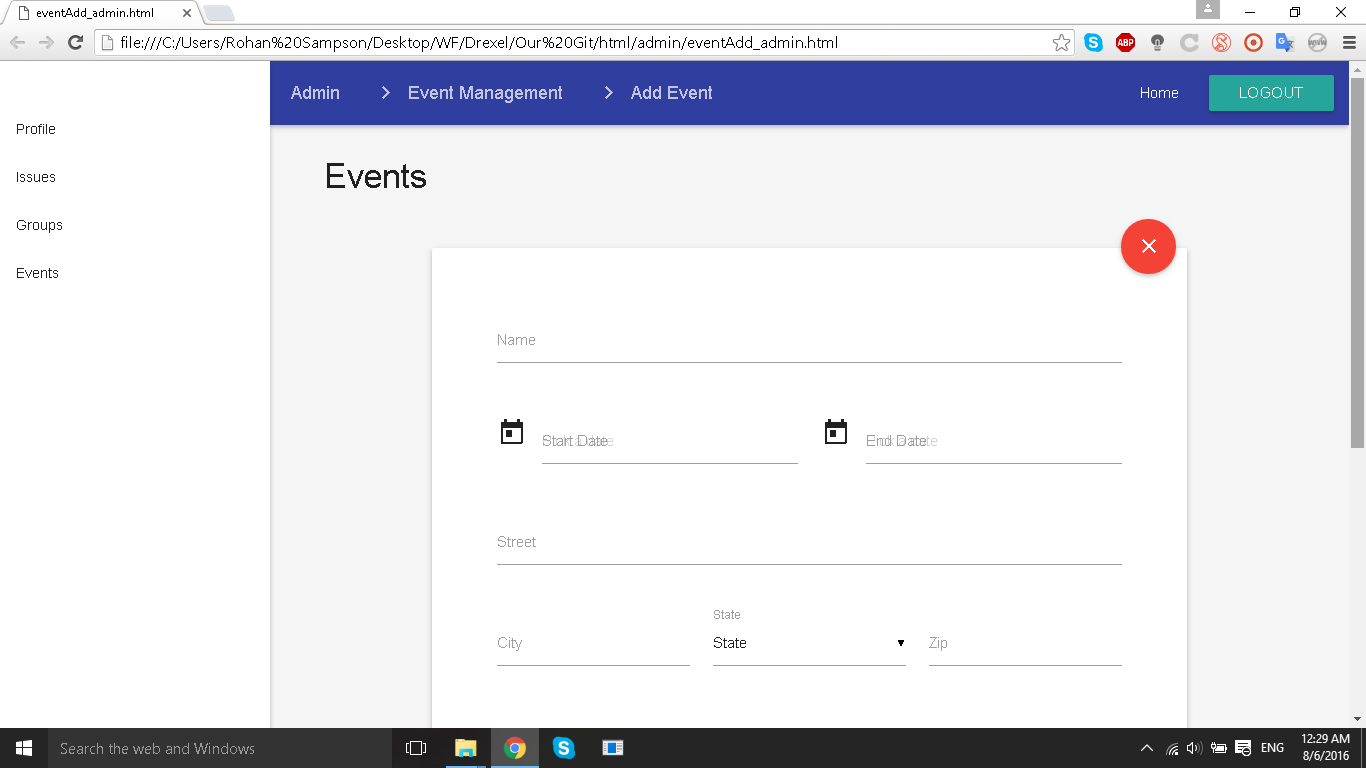 eventAdd_admin.html
file:///C:/Users/Rohan%20Sampson/Desktop/WF/Drexel/Our%20Git/html/admin/eventAdd_admin.html
ABP
Admin
Event Management
Add Event
Home
LOGOUT
Profile
Issues
Groups
Events
Events
Name
Start Date
End Date
Street
State
City
State
Zip
Search the web and Windows
ENG
12:29 AM
8/6/2016